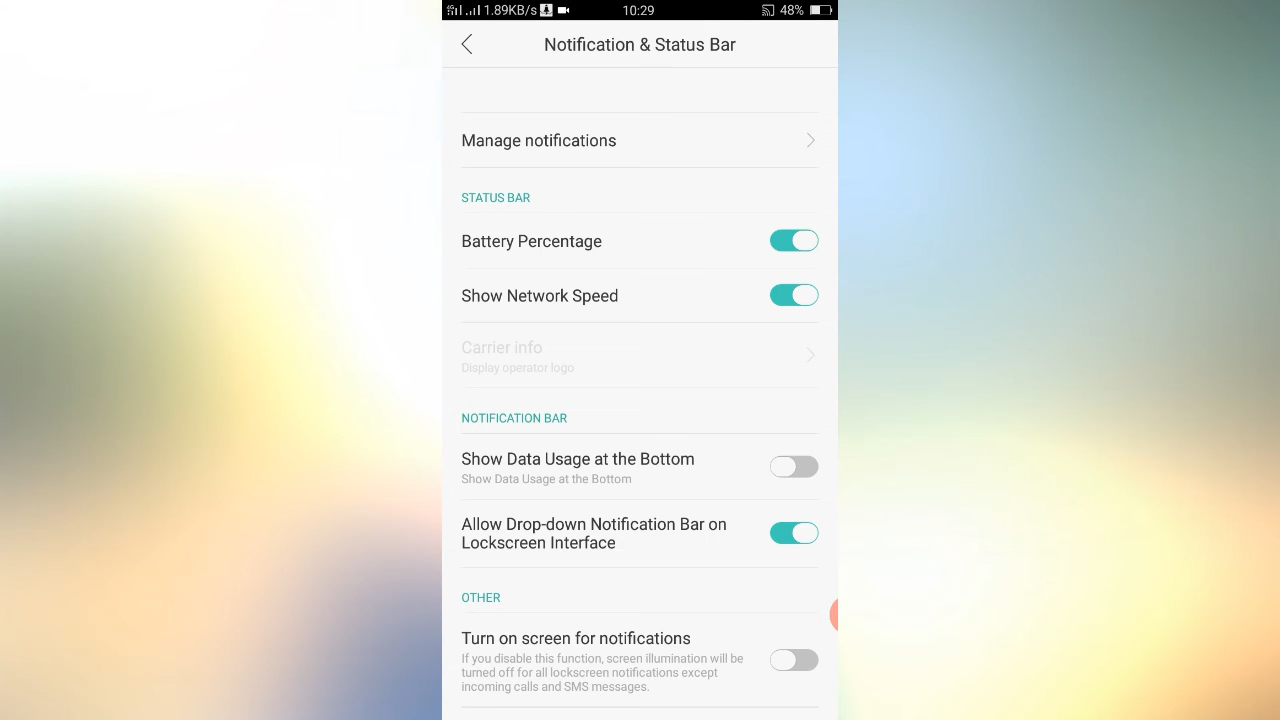 1.89KB/s
10:29
48%
Notification & Status Bar
Manage notifications
STATUS BAR
Battery Percentage
Show Network Speed
Carrier info
Display operator logo
NOTIFICATION BAR
Show Data Usage at the Bottom
Show Data Usage at the Bottom
Allow Drop-down Notification Bar on
Lockscreen Interface
OTHER
Turn on screen for notifications
If you disable this function, screen illumination will be
turned off for all lockscreen notifications except
incoming calls and SMS messages.